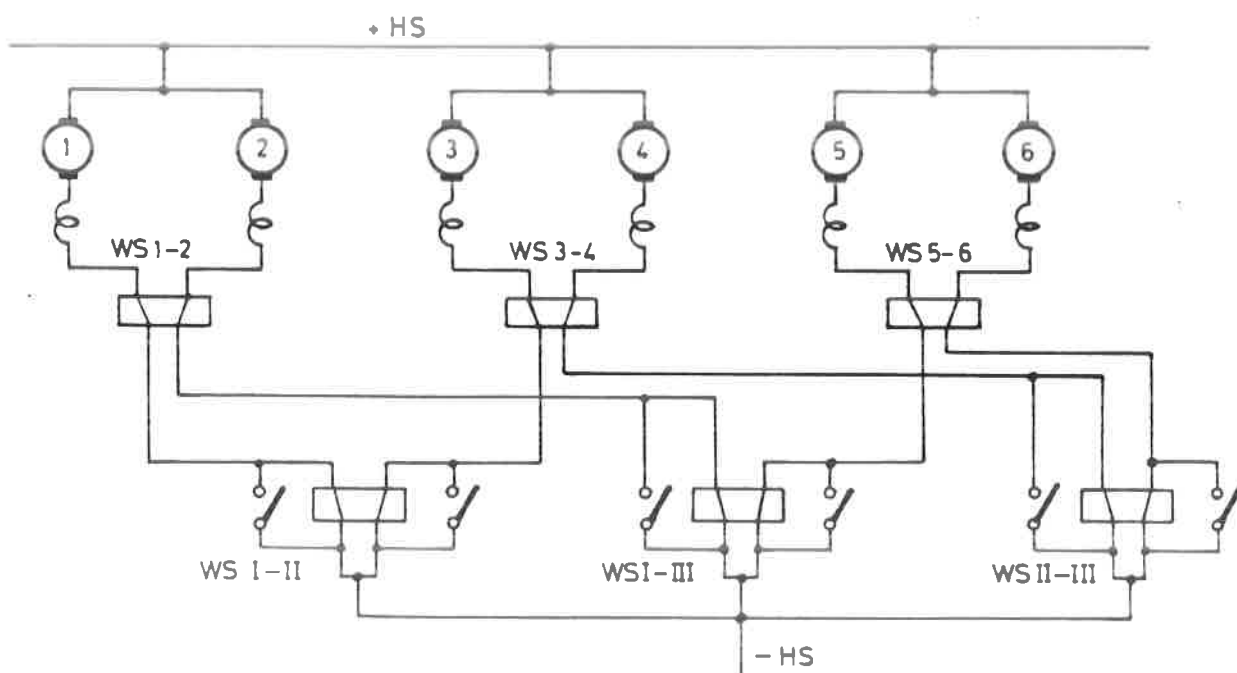 + HS
1
2
3
4
5
6
WS 1-2
WS 3-4
WS 5-6
WS I-II
WS I-III
WS II-III
- HS